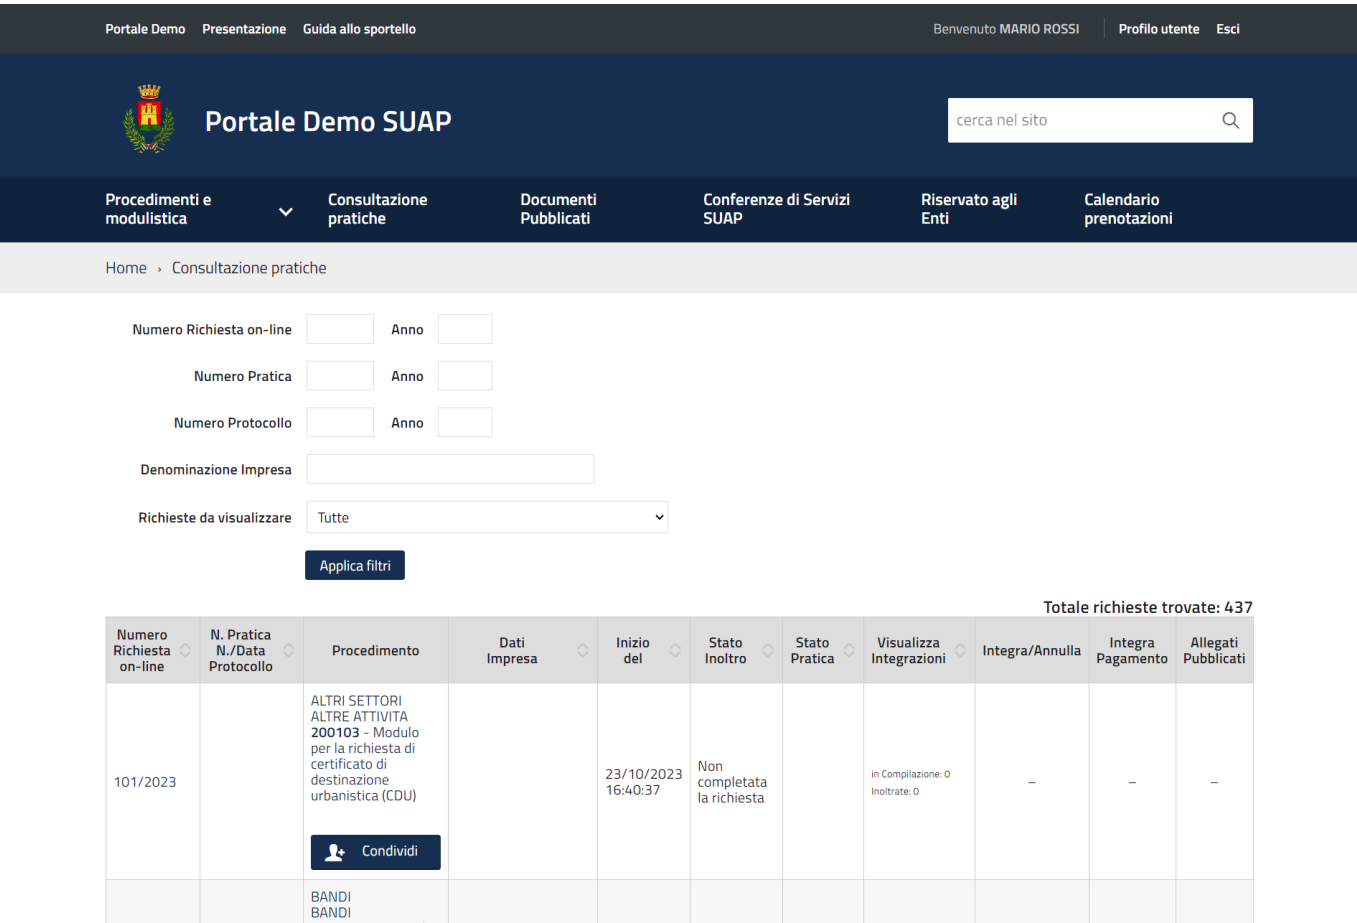 Portale Demo Presentazione Guida allo sportello Benvenuto MARIO ROSSI Profilo utente Esci
Portale Demo SUAP
cerca nel sito
Procedimenti e modulistica
Consultazione pratiche
Documenti Pubblicati
Conferenze di Servizi SUAP
Riservato agli Enti
Calendario prenotazioni
Home › Consultazione pratiche
Numero Richiesta on-line Anno
Numero Pratica Anno
Numero Protocollo Anno
Denominazione Impresa
Richieste da visualizzare Tutte
Applica filtri
Totale richieste trovate: 437
Numero Richiesta on-line
N. Pratica N./Data Protocollo
Procedimento
Dati Impresa
Inizio del
Stato Inoltro
Stato Pratica
Visualizza Integrazioni
Integra/Annulla
Integra Pagamento
Allegati Pubblicati
101/2023
ALTRI SETTORI
ALTRE ATTIVITA
200103 - Modulo
per la richiesta di
certificato di
destinazione
urbanistica (CDU)
Condividi
23/10/2023
16:40:37
Non
completata
la richiesta
in Compilazione: 0
Inoltrate: 0
– – –
BANDI
BANDI